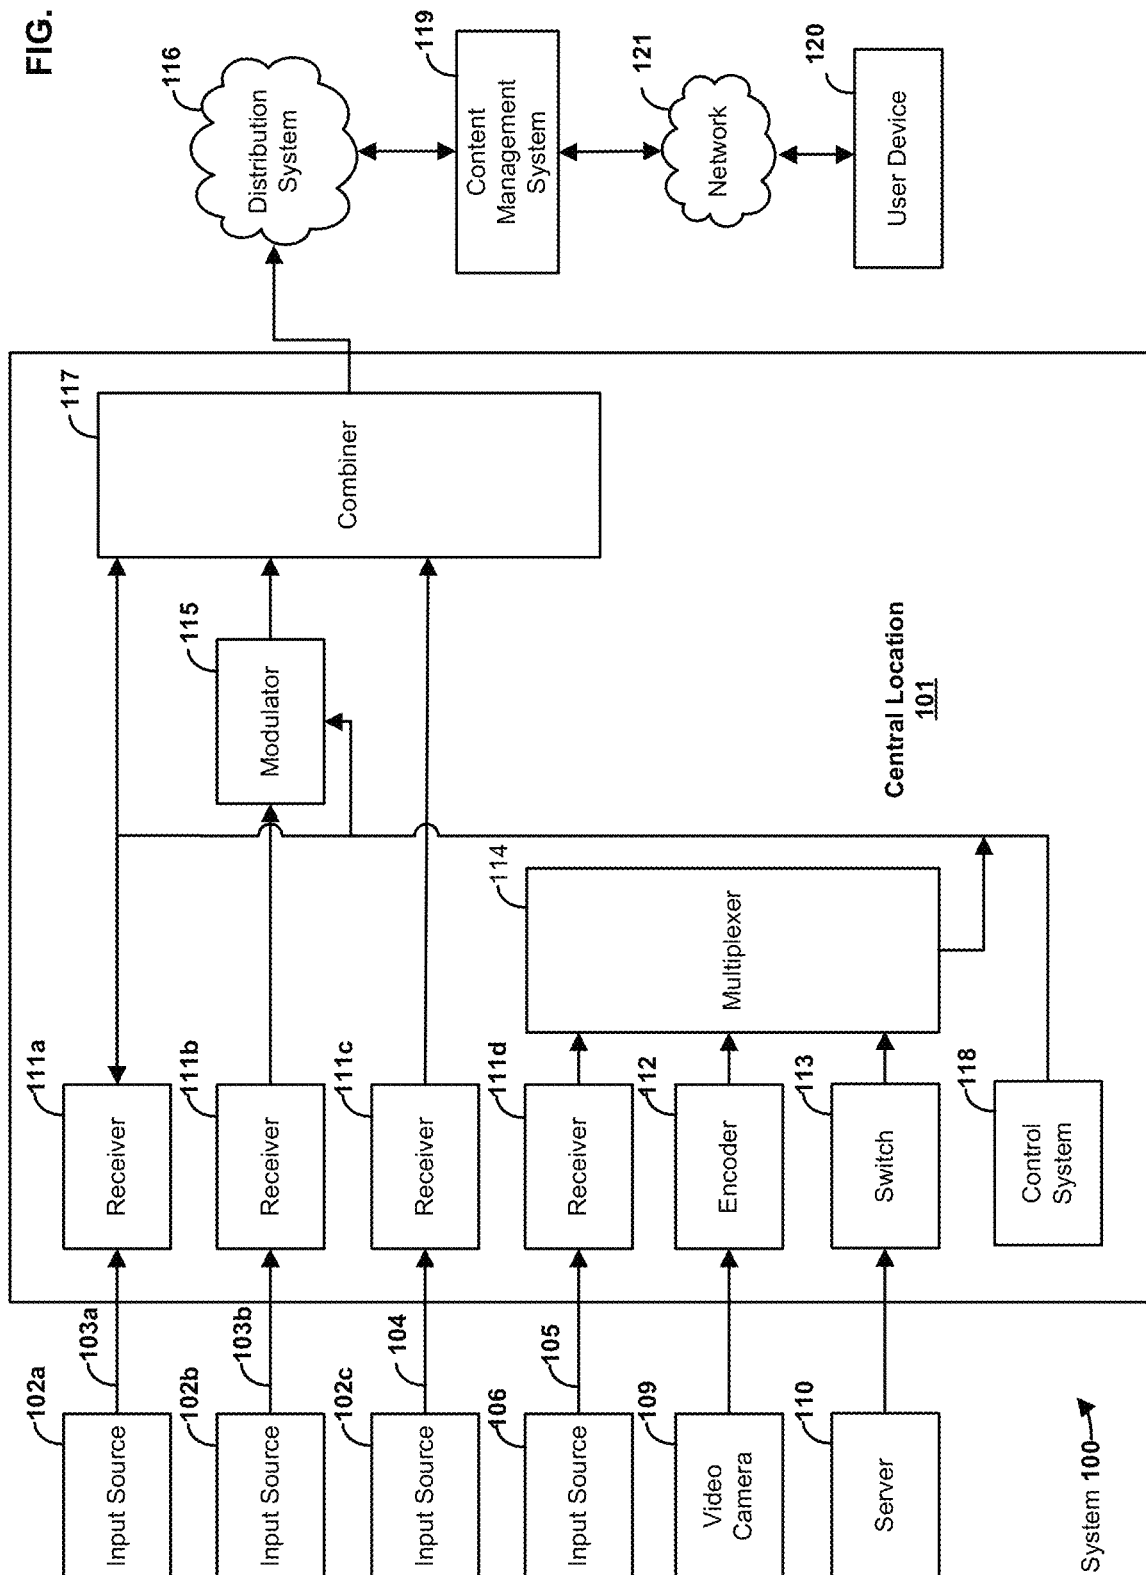 FIG.
102a
Input Source
103a
111a
Receiver
102b
Input Source
103b
111b
Receiver
102c
Input Source
104
111c
Receiver
106
Input Source
105
111d
Receiver
109
Video
Camera
112
Encoder
110
Server
113
Switch
118
Control
System
114
Multiplexer
115
Modulator
117
Combiner
Central Location
101
116
Distribution
System
119
Content
Management
System
121
Network
120
User Device
System 100